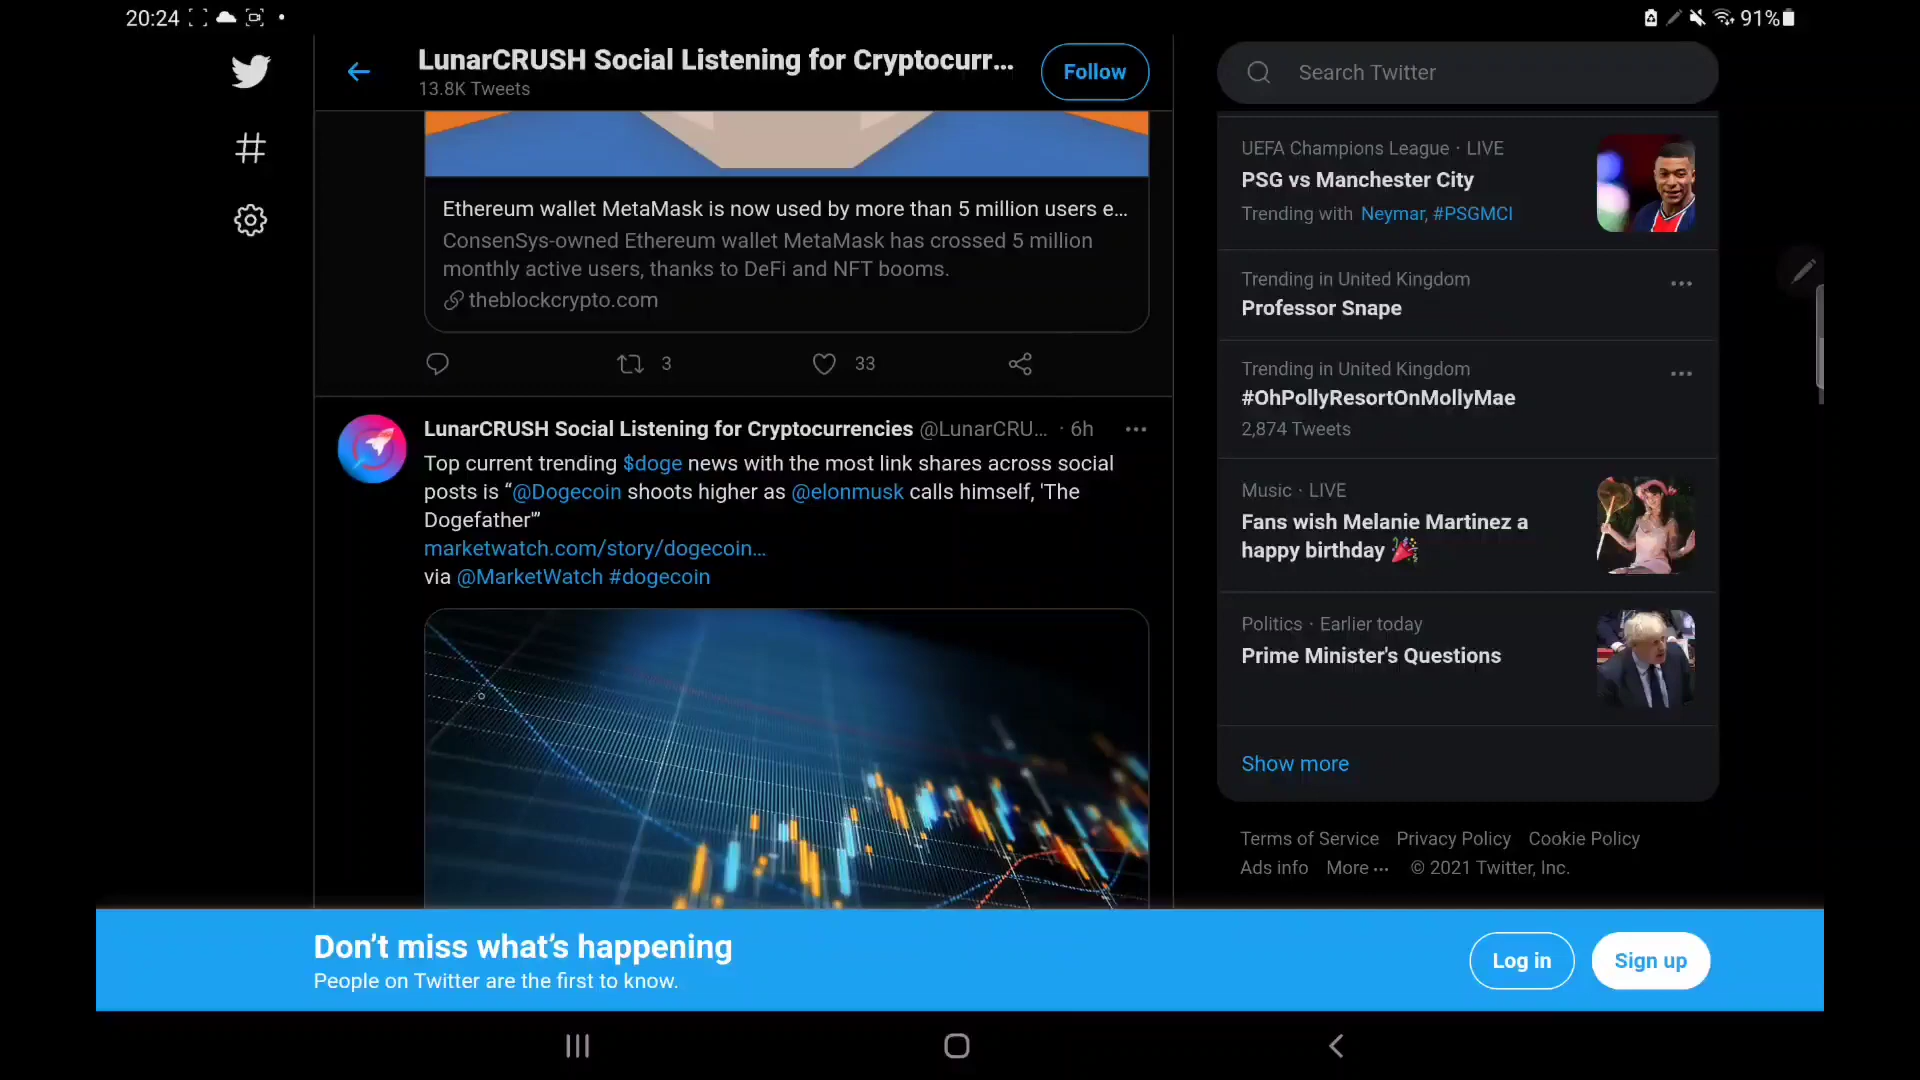 20:24
91%
LunarCRUSH Social Listening for Cryptocurr...
13.8K Tweets
Follow
Search Twitter
Ethereum wallet MetaMask is now used by more than 5 million users e...
ConsenSys-owned Ethereum wallet MetaMask has crossed 5 million
monthly active users, thanks to DeFi and NFT booms.
theblockcrypto.com
3
33
LunarCRUSH Social Listening for Cryptocurrencies @LunarCRU... · 6h
Top current trending $doge news with the most link shares across social
posts is “@Dogecoin shoots higher as @elonmusk calls himself, 'The
Dogefather'”
marketwatch.com/story/dogecoin...
via @MarketWatch #dogecoin
UEFA Champions League · LIVE
PSG vs Manchester City
Trending with Neymar, #PSGMCI
Trending in United Kingdom
Professor Snape
Trending in United Kingdom
#OhPollyResortOnMollyMae
2,874 Tweets
Music · LIVE
Fans wish Melanie Martinez a
happy birthday 🎉
Politics · Earlier today
Prime Minister's Questions
Show more
Terms of Service Privacy Policy Cookie Policy
Ads info More ··· © 2021 Twitter, Inc.
Don’t miss what’s happening
People on Twitter are the first to know.
Log in
Sign up